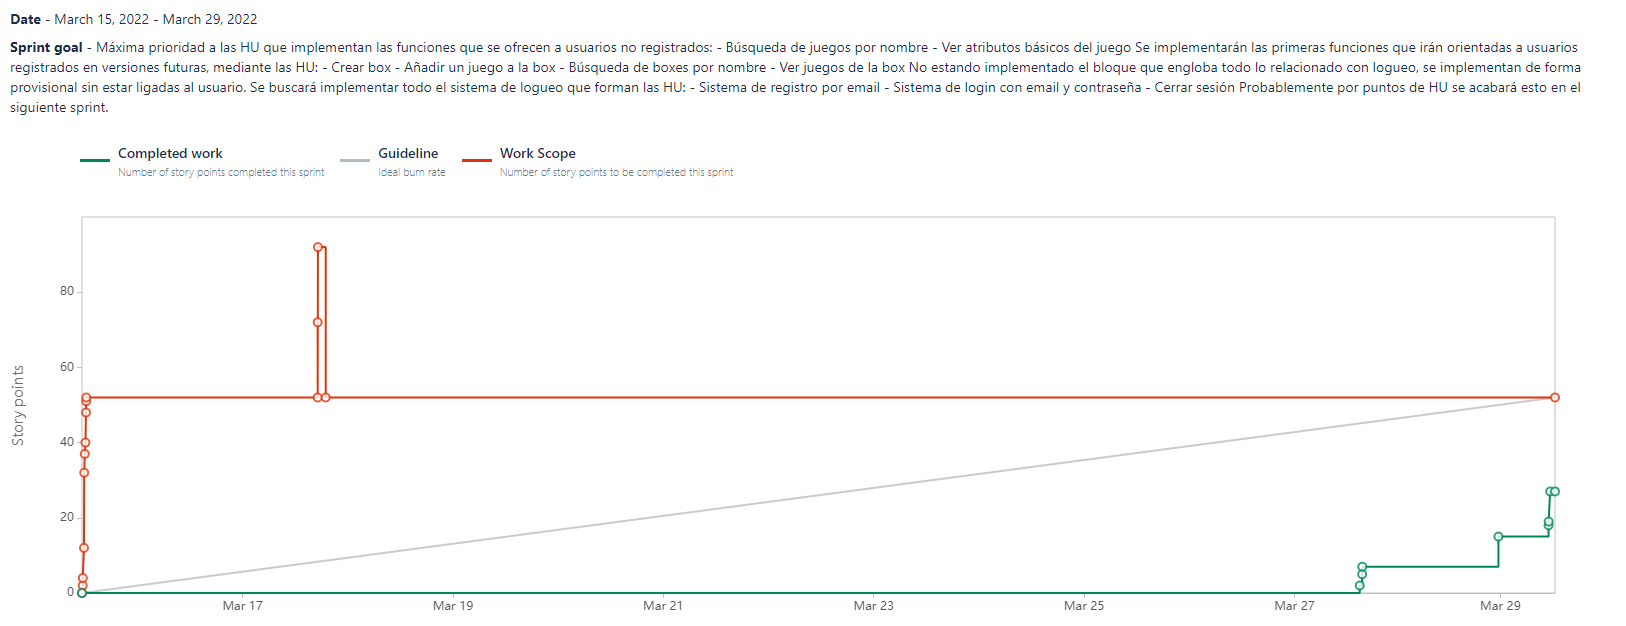 Date - March 15, 2022 - March 29, 2022
Sprint goal - Máxima prioridad a las HU que implementan las funciones que se ofrecen a usuarios no registrados: - Búsqueda de juegos por nombre - Ver atributos básicos del juego Se implementarán las primeras funciones que irán orientadas a usuarios
registrados en versiones futuras, mediante las HU: - Crear box - Añadir un juego a la box - Búsqueda de boxes por nombre - Ver juegos de la box No estando implementado el bloque que engloba todo lo relacionado con logueo, se implementan de forma
provisional sin estar ligadas al usuario. Se buscará implementar todo el sistema de logueo que forman las HU: - Sistema de registro por email - Sistema de login con email y contraseña - Cerrar sesión Probablemente por puntos de HU se acabará esto en el
siguiente sprint.
Completed work
Number of story points completed this sprint
Guideline
Ideal burn rate
Work Scope
Number of story points to be completed this sprint
Story points
80
60
40
20
0
Mar 17
Mar 19
Mar 21
Mar 23
Mar 25
Mar 27
Mar 29